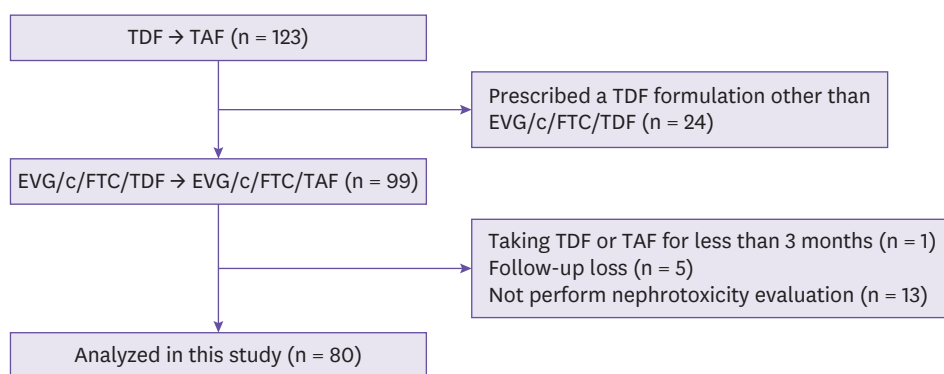 TDF → TAF (n = 123)
Prescribed a TDF formulation other than
EVG/c/FTC/TDF (n = 24)
EVG/c/FTC/TDF → EVG/c/FTC/TAF (n = 99)
Taking TDF or TAF for less than 3 months (n = 1)
Follow-up loss (n = 5)
Not perform nephrotoxicity evaluation (n = 13)
Analyzed in this study (n = 80)